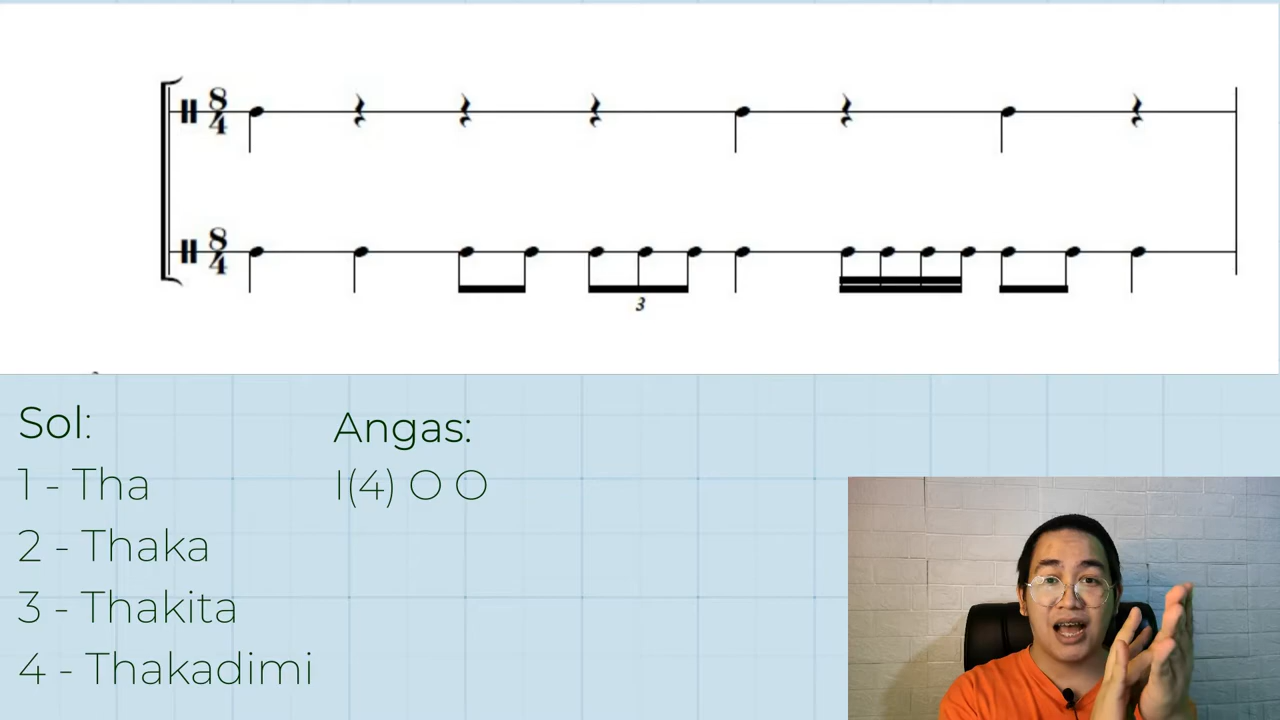 8
4
8
4
3
Sol:
1 - Tha
2 - Thaka
3 - Thakita
4 - Thakadimi
Angas:
I(4) O O